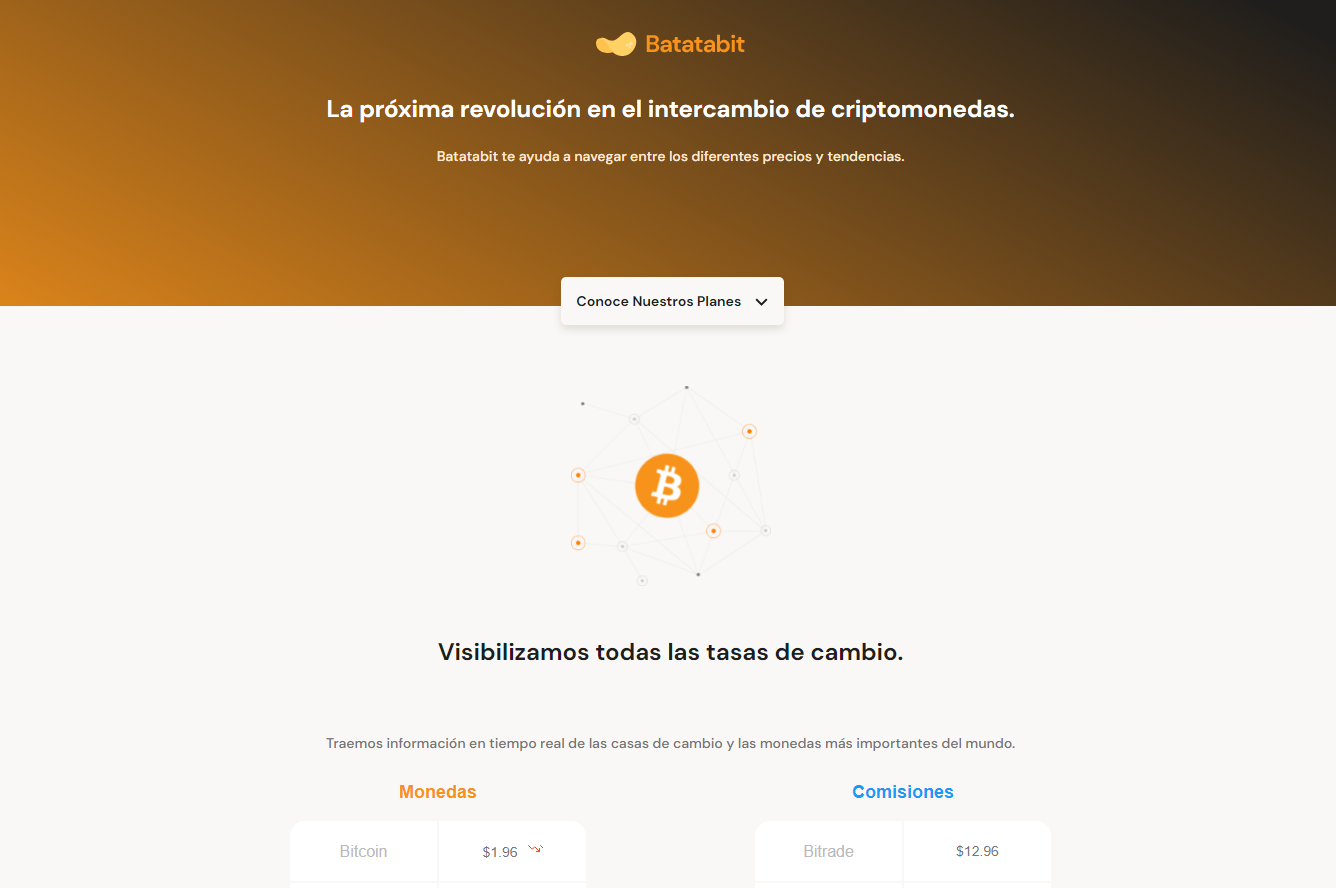 Batatabit
La próxima revolución en el intercambio de criptomonedas.
Batatabit te ayuda a navegar entre los diferentes precios y tendencias.
Conoce Nuestros Planes
Visibilizamos todas las tasas de cambio.
Traemos información en tiempo real de las casas de cambio y las monedas más importantes del mundo.
Monedas
Bitcoin $1.96
Comisiones
Bitrade $12.96